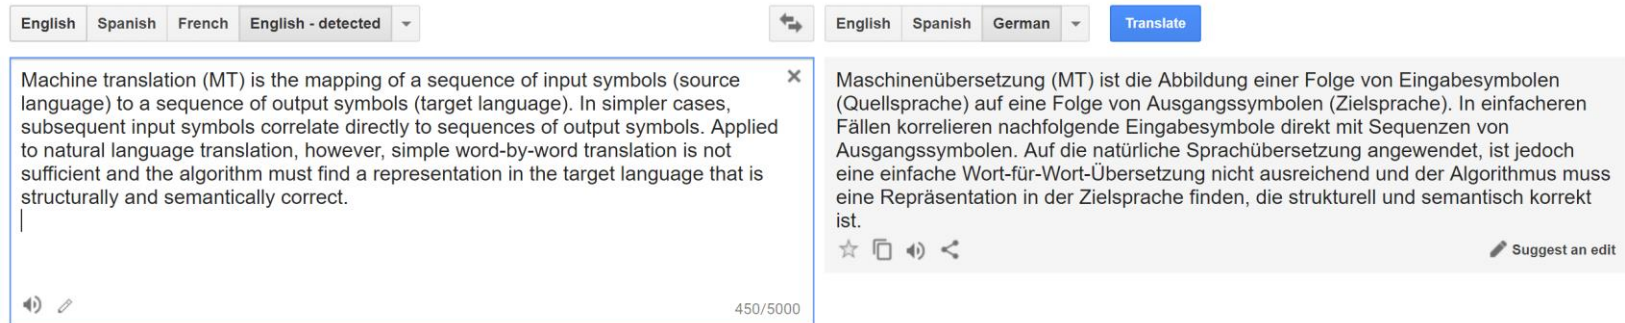 English Spanish French English - detected
English Spanish German Translate
Machine translation (MT) is the mapping of a sequence of input symbols (source
language) to a sequence of output symbols (target language). In simpler cases,
subsequent input symbols correlate directly to sequences of output symbols. Applied
to natural language translation, however, simple word-by-word translation is not
sufficient and the algorithm must find a representation in the target language that is
structurally and semantically correct.
450/5000
Maschinenübersetzung (MT) ist die Abbildung einer Folge von Eingabesymbolen
(Quellsprache) auf eine Folge von Ausgangssymbolen (Zielsprache). In einfacheren
Fällen korrelieren nachfolgende Eingabesymbole direkt mit Sequenzen von
Ausgangssymbolen. Auf die natürliche Sprachübersetzung angewendet, ist jedoch
eine einfache Wort-für-Wort-Übersetzung nicht ausreichend und der Algorithmus muss
eine Repräsentation in der Zielsprache finden, die strukturell und semantisch korrekt
ist.
Suggest an edit